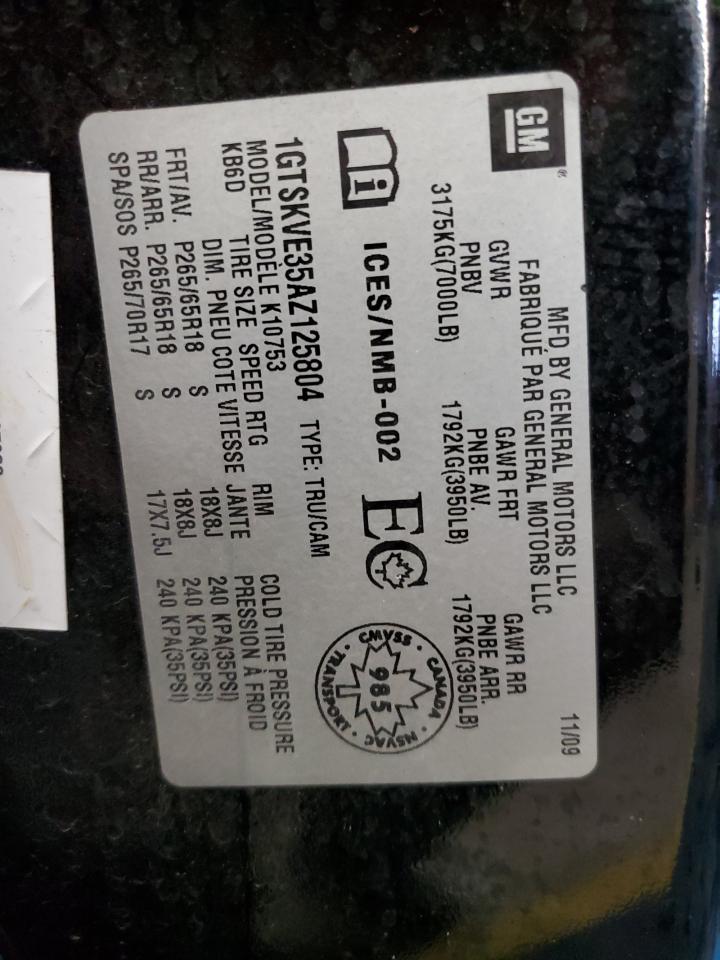 GM
MFD BY GENERAL MOTORS LLC 11/09
FABRIQUÉ PAR GENERAL MOTORS LLC
GVWR GAWR FRT GAWR RR
PNBV PNBE AV. PNBE ARR.
3175KG(7000LB) 1792KG(3950LB) 1792KG(3950LB)
ICES/NMB-002
CMVSS · CANADA
985
TRANSPORT · NSVAC
1GTSKVE35AZ125804 TYPE: TRU/CAM
MODEL/MODÈLE K10753
KB6D TIRE SIZE SPEED RTG RIM COLD TIRE PRESSURE
DIM. PNEU COTE VITESSE JANTE PRESSION À FROID
FRT/AV. P265/65R18 S 18X8J 240 KPA(35PSI)
RR/ARR. P265/65R18 S 18X8J 240 KPA(35PSI)
SPA/SOS P265/70R17 S 17X7.5J 240 KPA(35PSI)